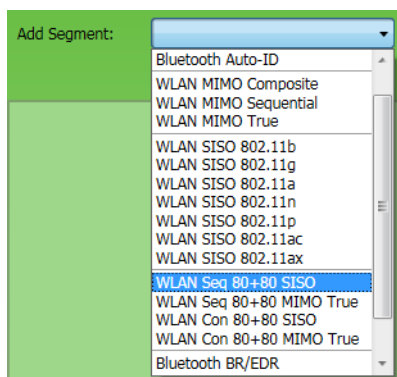 Add Segment:
Bluetooth Auto-ID
WLAN MIMO Composite
WLAN MIMO Sequential
WLAN MIMO True
WLAN SISO 802.11b
WLAN SISO 802.11g
WLAN SISO 802.11a
WLAN SISO 802.11n
WLAN SISO 802.11p
WLAN SISO 802.11ac
WLAN SISO 802.11ax
WLAN Seq 80+80 SISO
WLAN Seq 80+80 MIMO True
WLAN Con 80+80 SISO
WLAN Con 80+80 MIMO True
Bluetooth BR/EDR